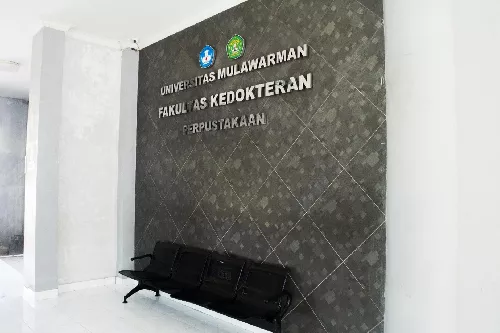 UNIVERSITAS MULAWARMAN
FAKULTAS KEDOKTERAN
PERPUSTAKAAN